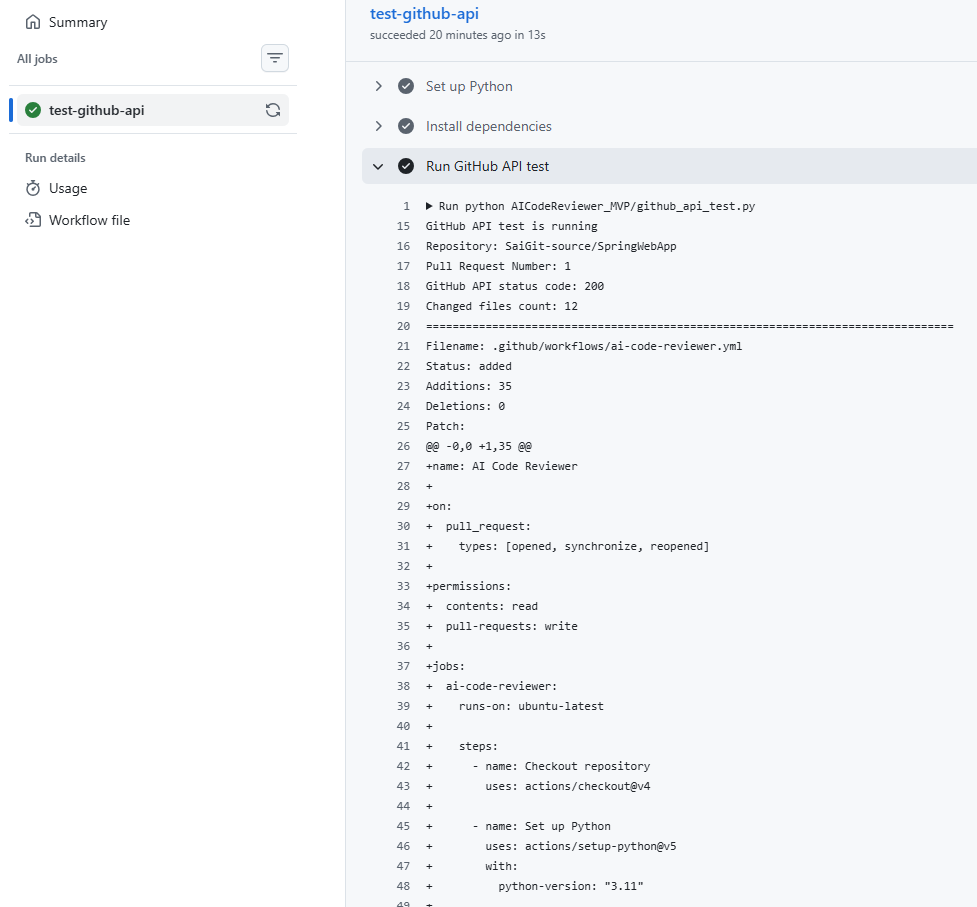 Summary
All jobs
test-github-api
Run details
Usage
Workflow file
test-github-api
succeeded 20 minutes ago in 13s
Set up Python
Install dependencies
Run GitHub API test
1 ▶ Run python AICodeReviewer_MVP/github_api_test.py
15 GitHub API test is running
16 Repository: SaiGit-source/SpringWebApp
17 Pull Request Number: 1
18 GitHub API status code: 200
19 Changed files count: 12
20 ================================================================================
21 Filename: .github/workflows/ai-code-reviewer.yml
22 Status: added
23 Additions: 35
24 Deletions: 0
25 Patch:
26 @@ -0,0 +1,35 @@
27 +name: AI Code Reviewer
28 +
29 +on:
30 +  pull_request:
31 +    types: [opened, synchronize, reopened]
32 +
33 +permissions:
34 +  contents: read
35 +  pull-requests: write
36 +
37 +jobs:
38 +  ai-code-reviewer:
39 +    runs-on: ubuntu-latest
40 +
41 +    steps:
42 +      - name: Checkout repository
43 +        uses: actions/checkout@v4
44 +
45 +      - name: Set up Python
46 +        uses: actions/setup-python@v5
47 +        with:
48 +          python-version: "3.11"
49 +